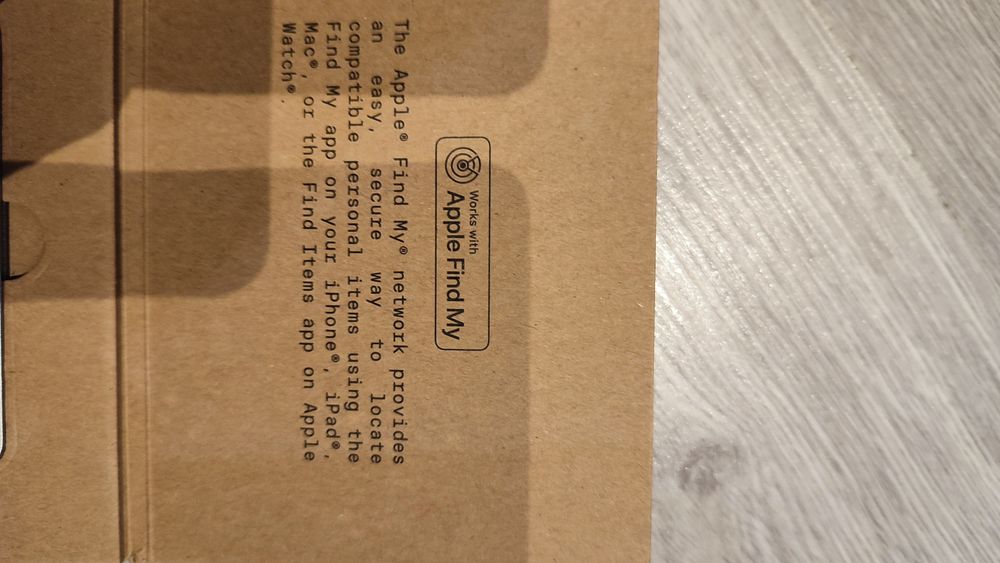 Works with
Apple Find My
The Apple® Find My® network provides
an easy, secure way to locate
compatible personal items using the
Find My app on your iPhone®, iPad®,
Mac®, or the Find Items app on Apple
Watch®.